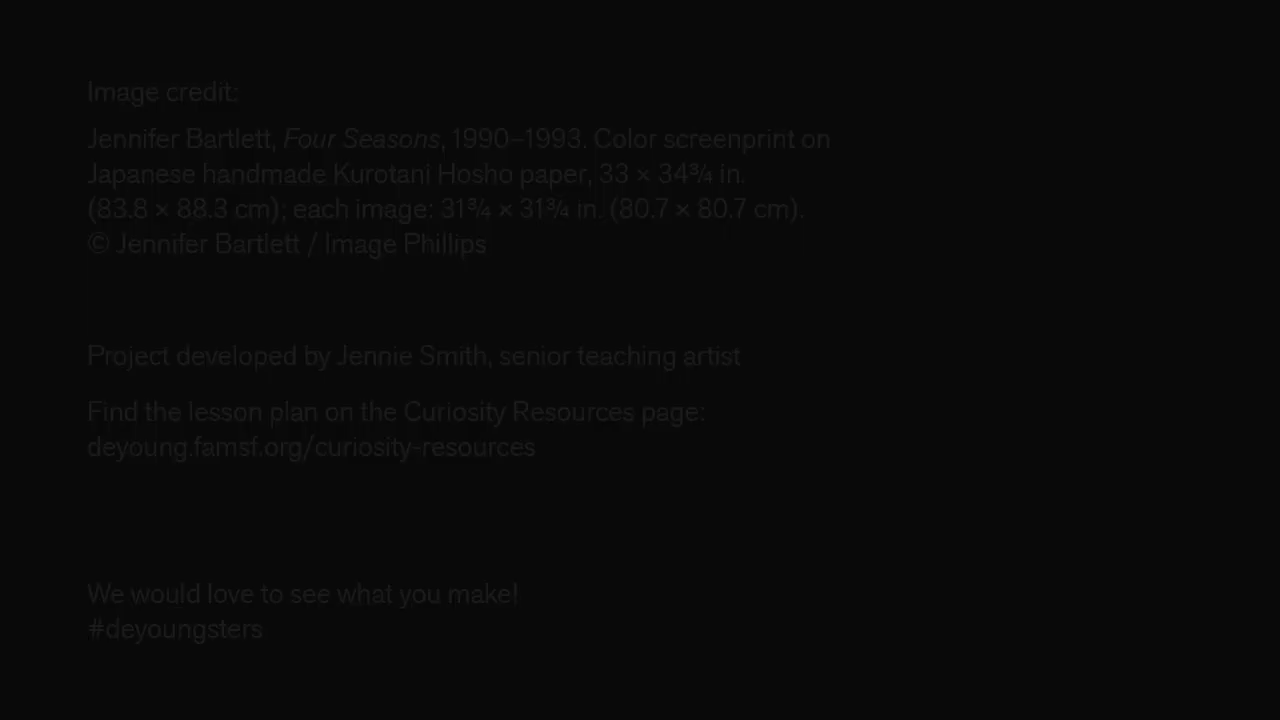 Image credit:
Jennifer Bartlett, Four Seasons, 1990–1993. Color screenprint on
Japanese handmade Kurotani Hosho paper, 33 × 34¾ in.
(83.8 × 88.3 cm); each image: 31¾ × 31¾ in. (80.7 × 80.7 cm).
© Jennifer Bartlett / Image Phillips
Project developed by Jennie Smith, senior teaching artist
Find the lesson plan on the Curiosity Resources page:
deyoung.famsf.org/curiosity-resources
We would love to see what you make!
#deyoungsters